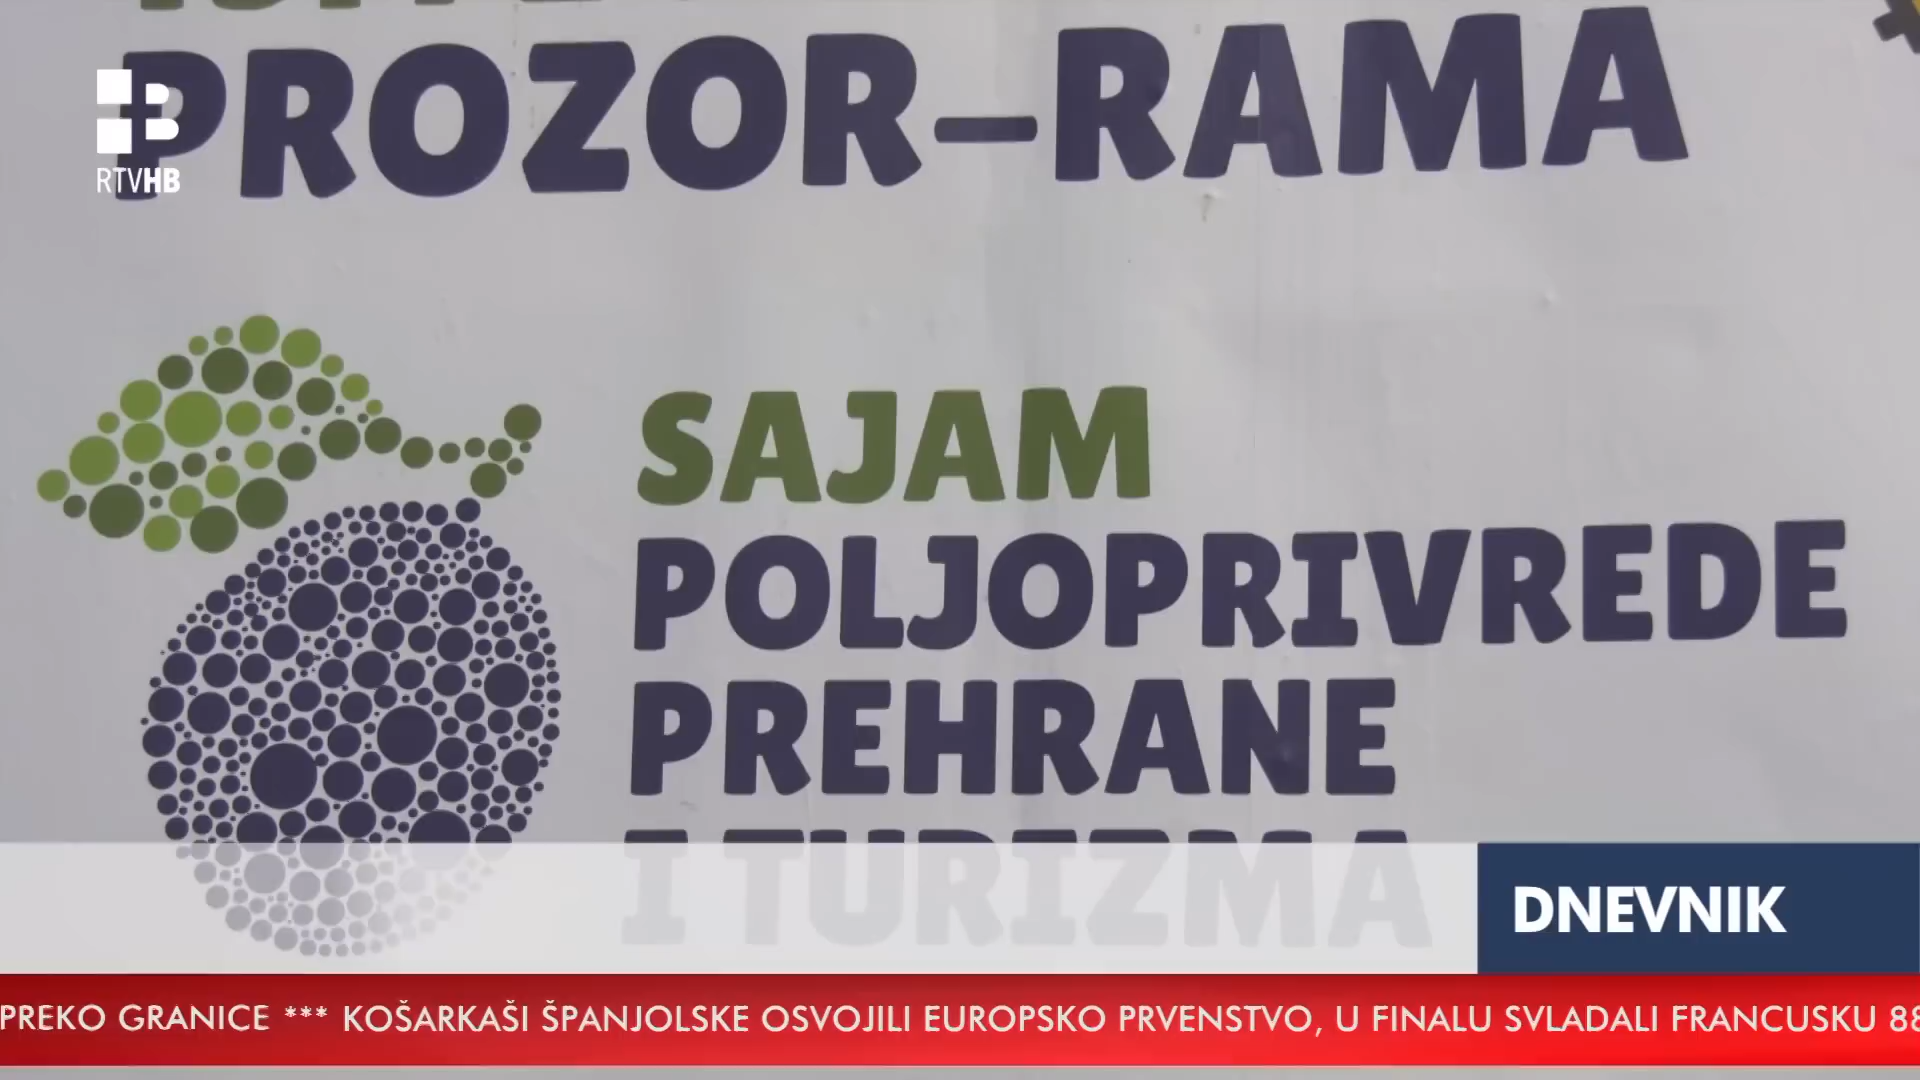 PROZOR-RAMA
RTVHB
SAJAM
POLJOPRIVREDE
PREHRANE
I TURIZMA
DNEVNIK
PREKO GRANICE *** KOŠARKAŠI ŠPANJOLSKE OSVOJILI EUROPSKO PRVENSTVO, U FINALU SVLADALI FRANCUSKU 88